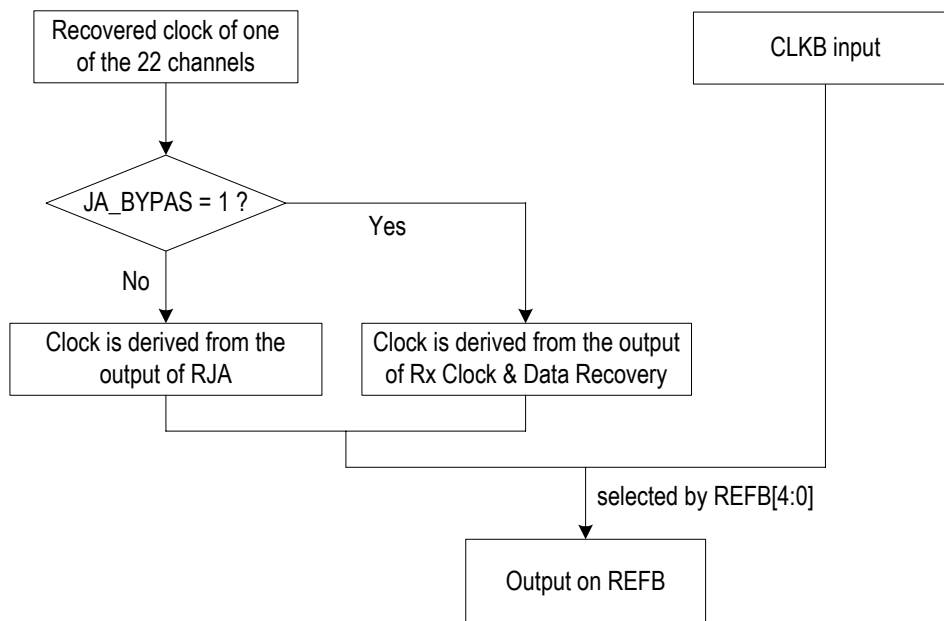 Recovered clock of one
of the 22 channels
CLKB input
JA_BYPAS = 1 ?
Yes
No
Clock is derived from the
output of RJA
Clock is derived from the output
of Rx Clock & Data Recovery
selected by REFB[4:0]
Output on REFB